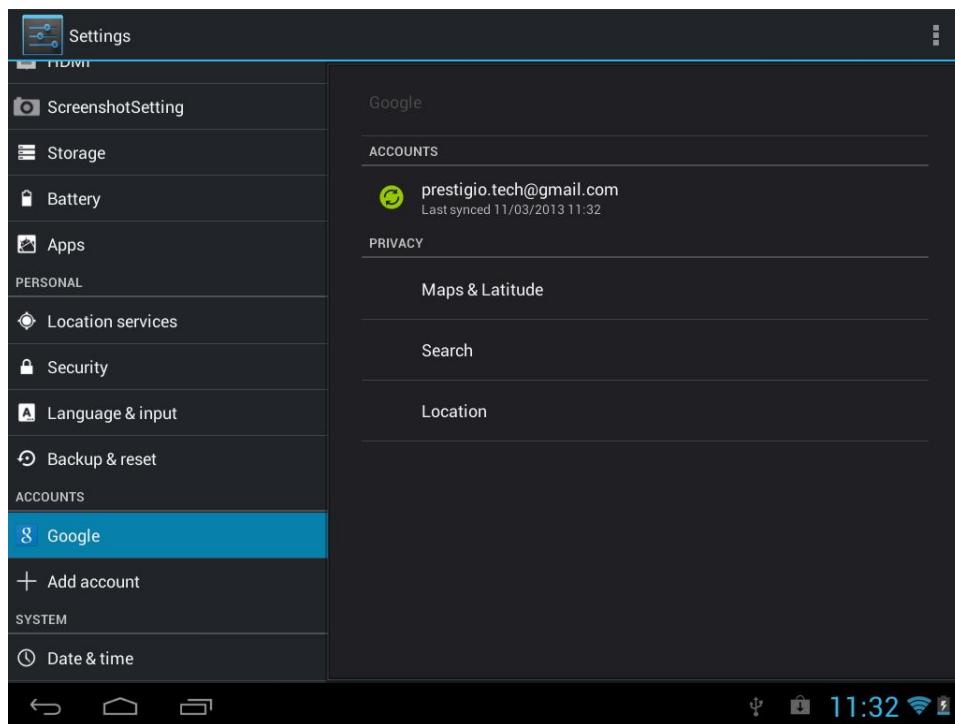 Settings
HDMI
ScreenshotSetting
Storage
Battery
Apps
PERSONAL
Location services
Security
Language & input
Backup & reset
ACCOUNTS
Google
Add account
SYSTEM
Date & time
Google
ACCOUNTS
prestigio.tech@gmail.com
Last synced 11/03/2013 11:32
PRIVACY
Maps & Latitude
Search
Location
11:32